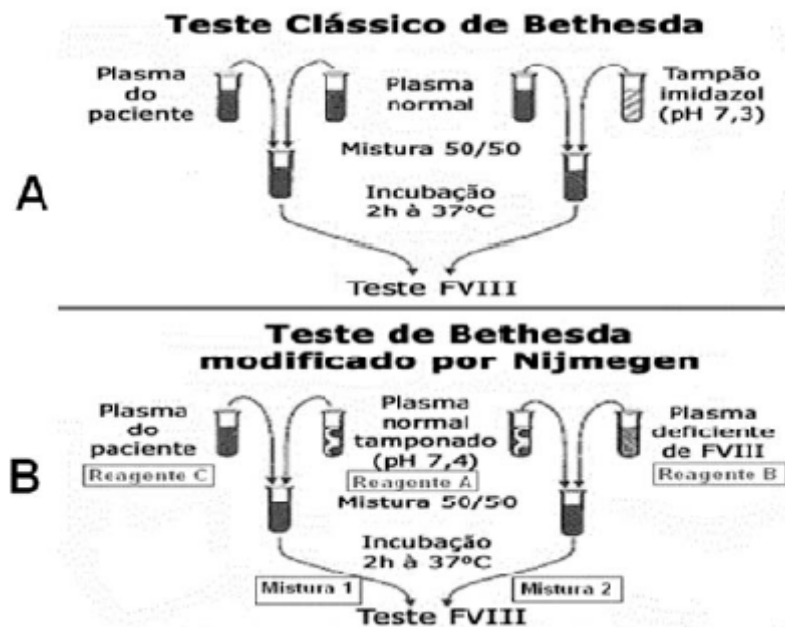 Teste Clássico de Bethesda
Plasma
do
paciente
Plasma
normal
Tampão
imidazol
(pH 7,3)
Mistura 50/50
A
Incubação
2h à 37ºC
Teste FVIII
Teste de Bethesda
modificado por Nijmegen
Plasma
do
paciente
Reagente C
Plasma
normal
tamponado
(pH 7,4)
Reagente A
Plasma
deficiente
de FVIII
Reagente B
B
Mistura 50/50
Incubação
2h à 37ºC
Mistura 1
Mistura 2
Teste FVIII